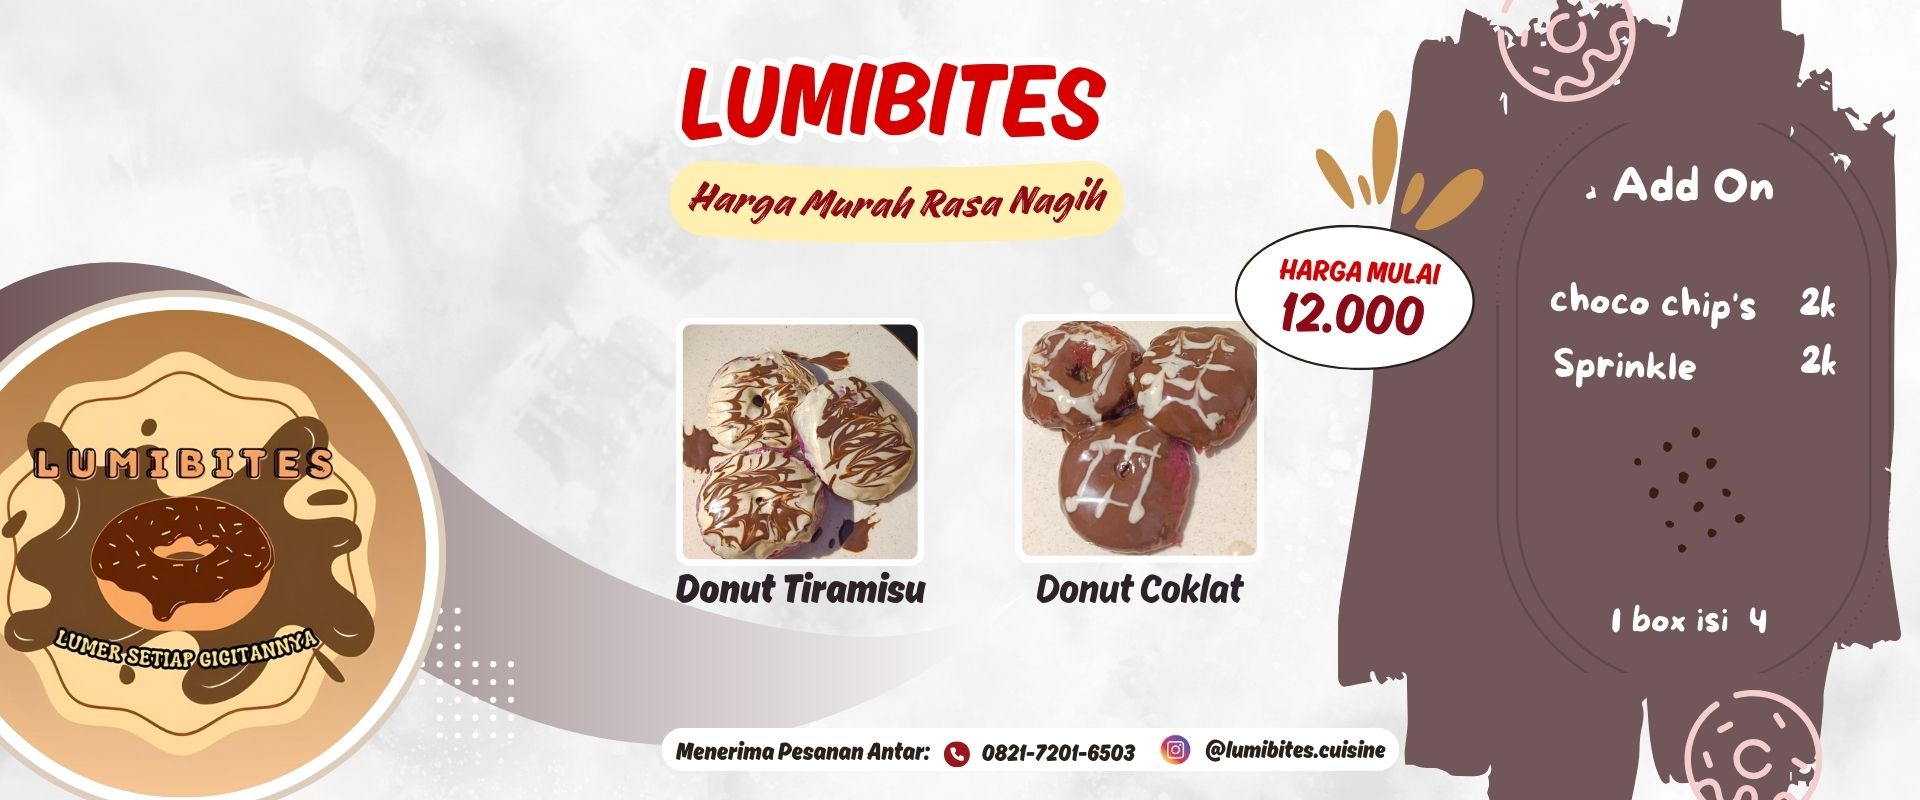 LUMIBITES
Harga Murah Rasa Nagih
LUMIBITES
LUMER SETIAP GIGITANNYA
Donut Tiramisu
Donut Coklat
HARGA MULAI
12.000
Add On
choco chip's 2k
Sprinkle 2k
1 box isi 4
Menerima Pesanan Antar: 0821-7201-6503 @lumibites.cuisine